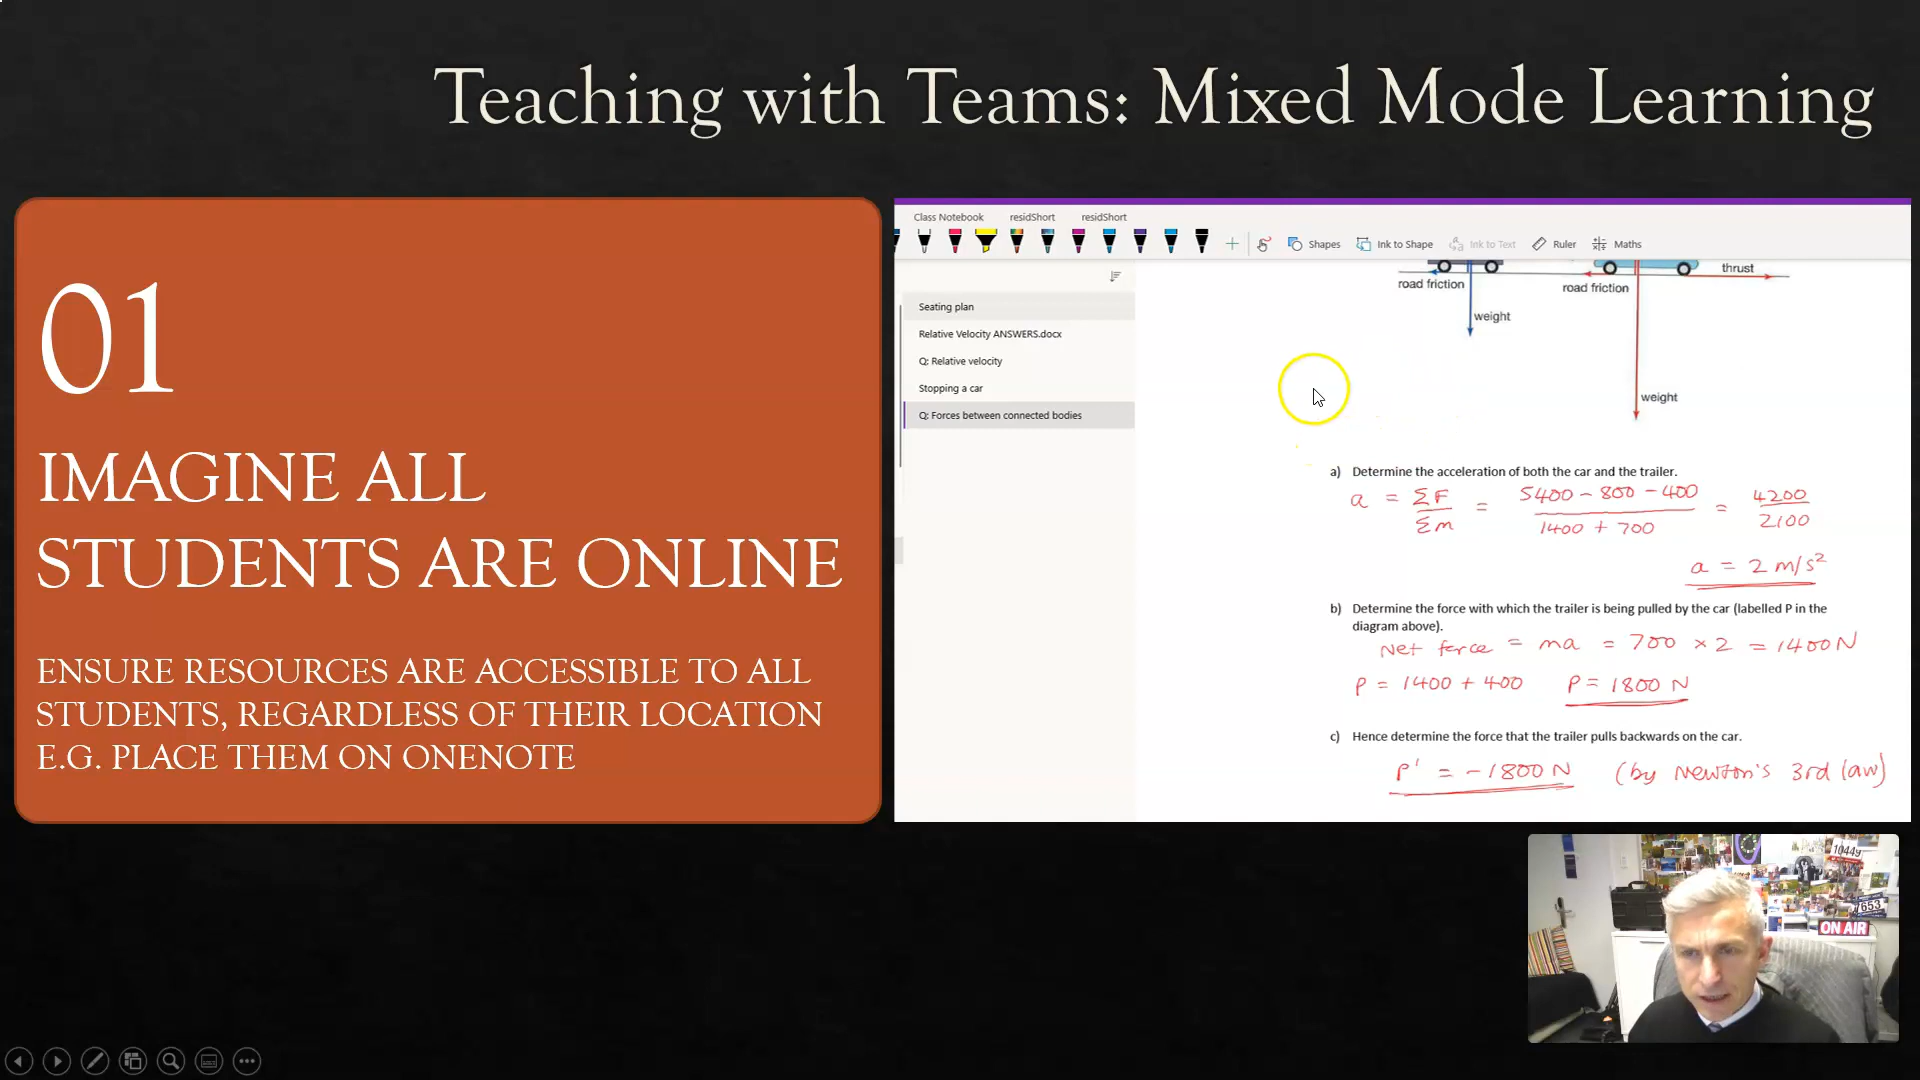 Teaching with Teams: Mixed Mode Learning
01
IMAGINE ALL
STUDENTS ARE ONLINE
ENSURE RESOURCES ARE ACCESSIBLE TO ALL
STUDENTS, REGARDLESS OF THEIR LOCATION
E.G. PLACE THEM ON ONENOTE
Class Notebook residShort residShort
Shapes Ink to Shape Ink to Text Ruler Maths
Seating plan
Relative Velocity ANSWERS.docx
Q: Relative velocity
Stopping a car
Q: Forces between connected bodies
thrust
road friction road friction
weight
weight
a) Determine the acceleration of both the car and the trailer.
a = ΣF/Σm = (5400 - 800 - 400)/(1400 + 700) = 4200/2100
a = 2 m/s²
b) Determine the force with which the trailer is being pulled by the car (labelled P in the
diagram above).
Net force = ma = 700 × 2 = 1400N
P = 1400 + 400 P = 1800 N
c) Hence determine the force that the trailer pulls backwards on the car.
P' = -1800 N (by Newton's 3rd law)
10449
7653
ON AIR